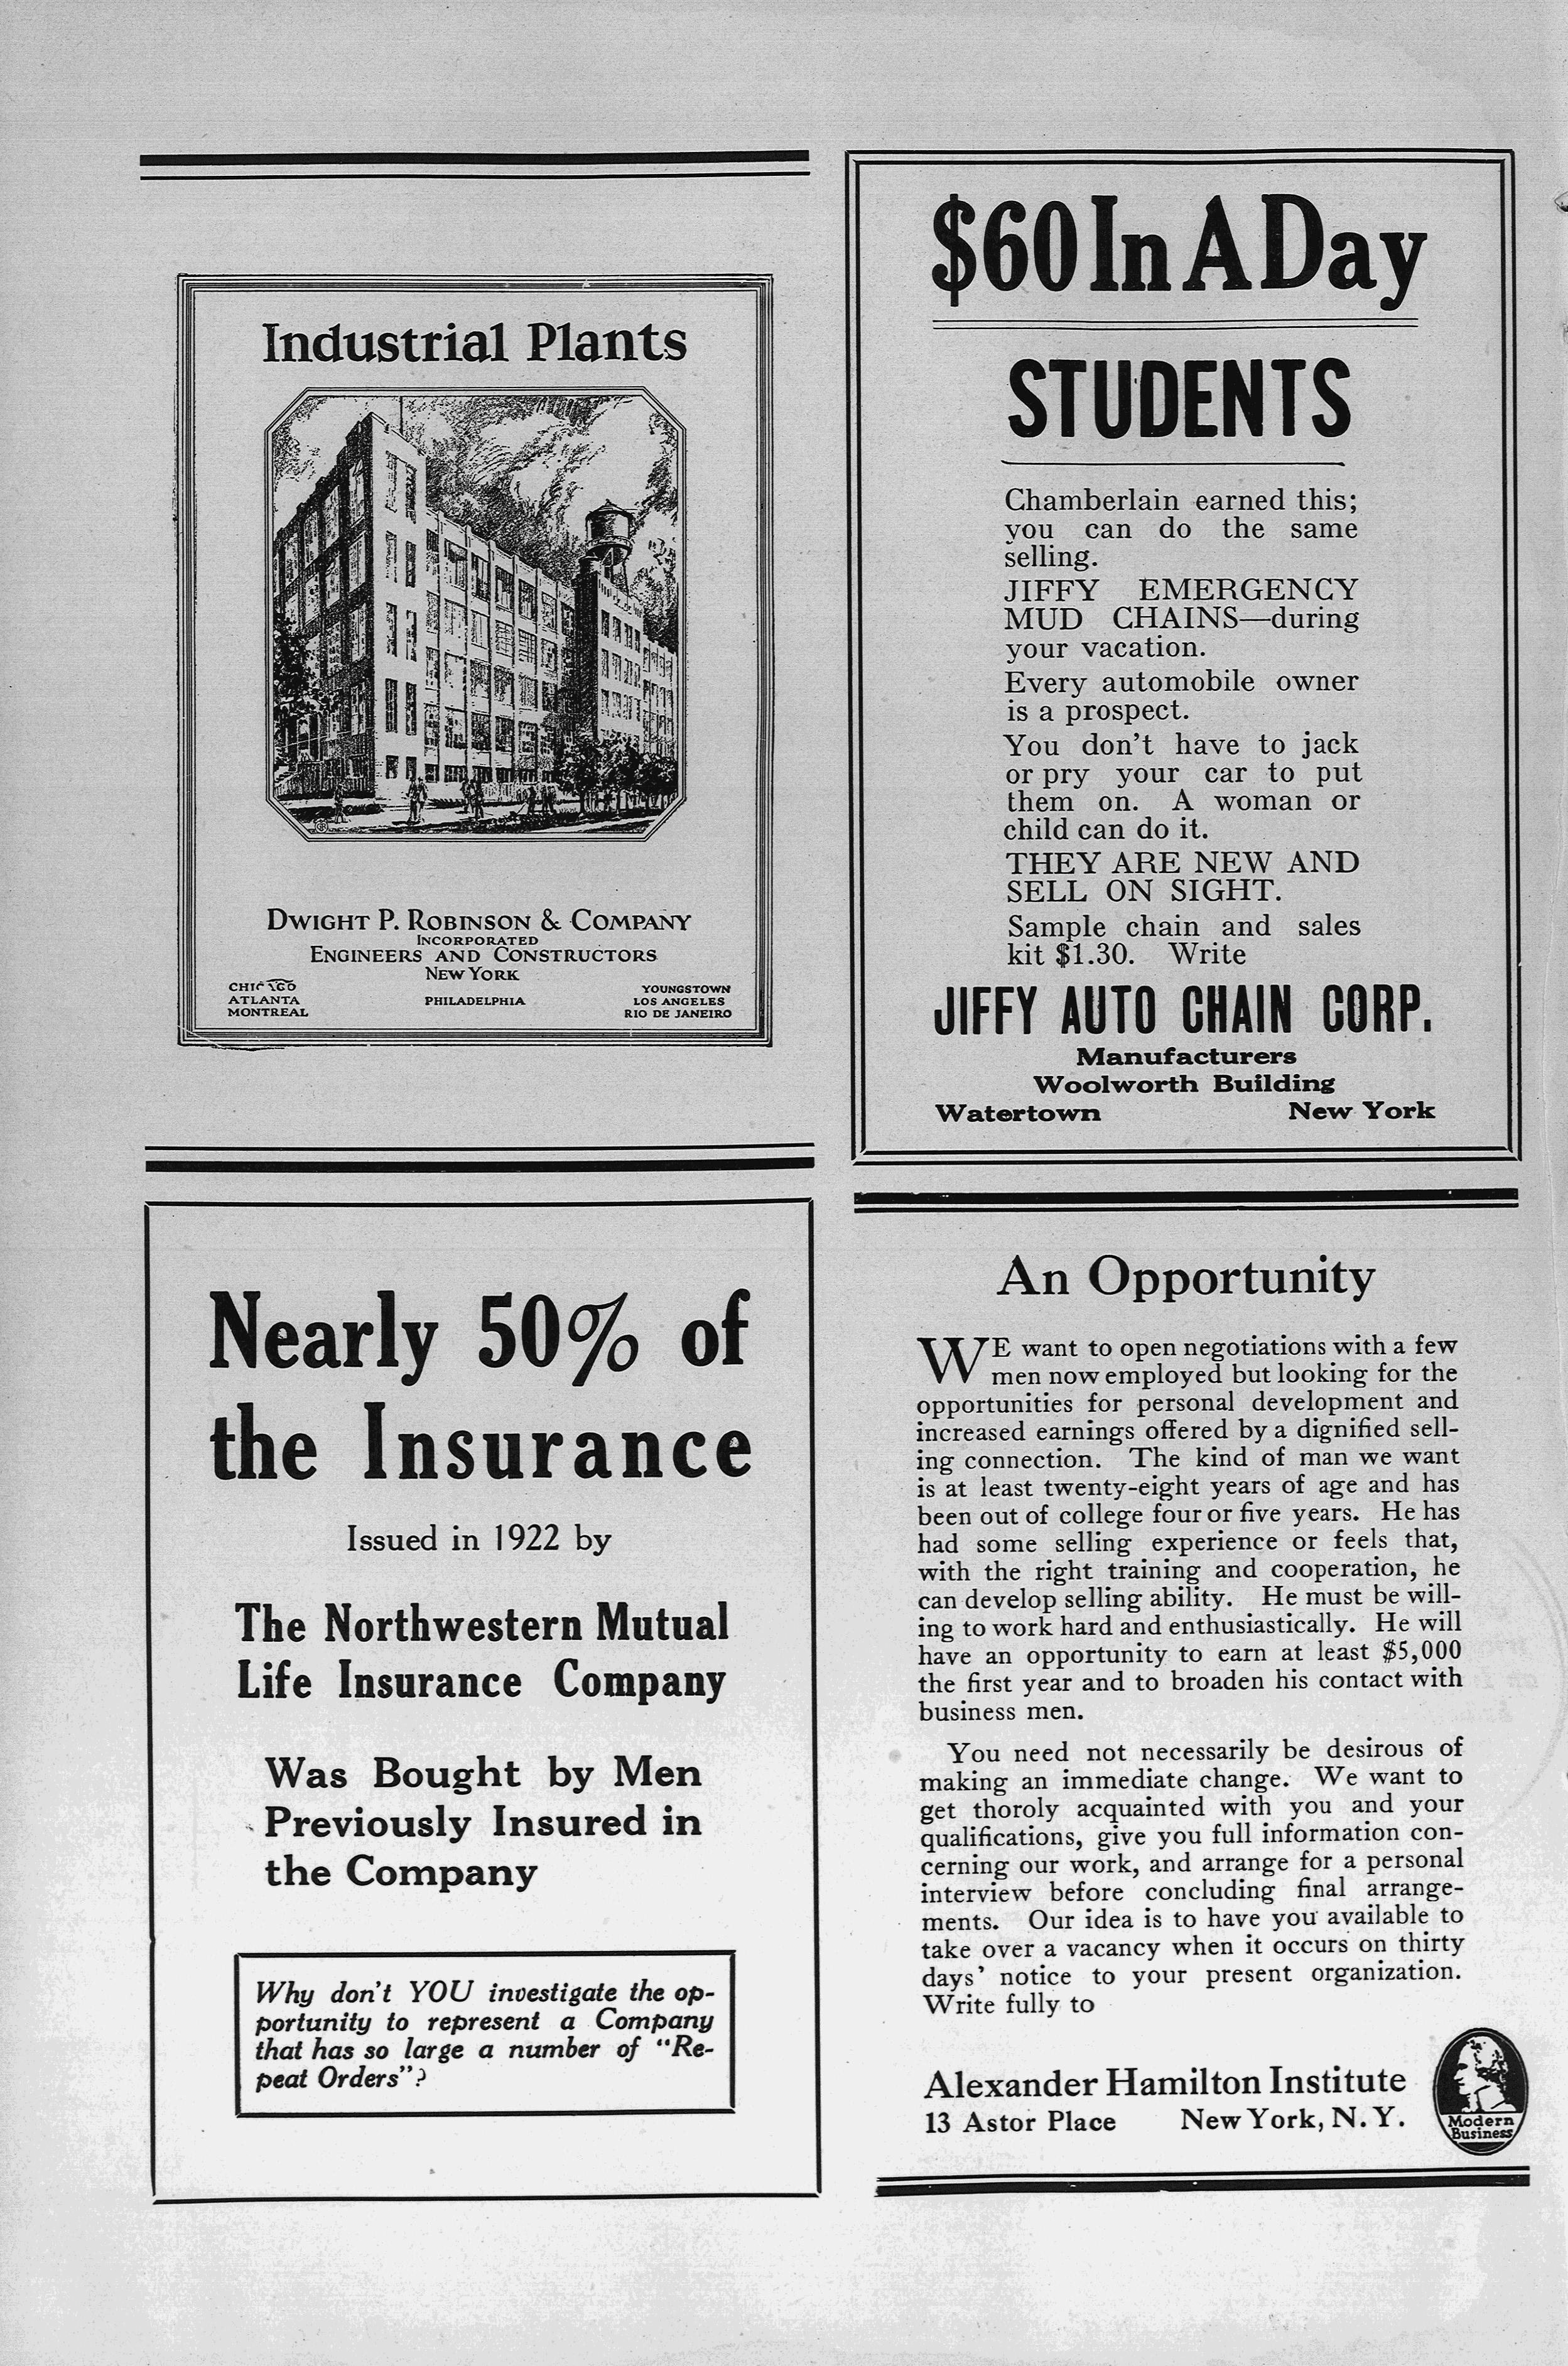 Industrial Plants
DWIGHT P. ROBINSON & COMPANY
INCORPORATED
ENGINEERS AND CONSTRUCTORS
NEW YORK
CHICAGO
ATLANTA
MONTREAL
PHILADELPHIA
YOUNGSTOWN
LOS ANGELES
RIO DE JANEIRO
$60 In A Day
STUDENTS
Chamberlain earned this;
you can do the same
selling.
JIFFY EMERGENCY
MUD CHAINS—during
your vacation.
Every automobile owner
is a prospect.
You don't have to jack
or pry your car to put
them on. A woman or
child can do it.
THEY ARE NEW AND
SELL ON SIGHT.
Sample chain and sales
kit $1.30. Write
JIFFY AUTO CHAIN CORP.
Manufacturers
Woolworth Building
Watertown New York
Nearly 50% of
the Insurance
Issued in 1922 by
The Northwestern Mutual
Life Insurance Company
Was Bought by Men
Previously Insured in
the Company
Why don't YOU investigate the op-
portunity to represent a Company
that has so large a number of "Re-
peat Orders"?
An Opportunity
WE want to open negotiations with a few
men now employed but looking for the
opportunities for personal development and
increased earnings offered by a dignified sell-
ing connection. The kind of man we want
is at least twenty-eight years of age and has
been out of college four or five years. He has
had some selling experience or feels that,
with the right training and cooperation, he
can develop selling ability. He must be will-
ing to work hard and enthusiastically. He will
have an opportunity to earn at least $5,000
the first year and to broaden his contact with
business men.
You need not necessarily be desirous of
making an immediate change. We want to
get thoroly acquainted with you and your
qualifications, give you full information con-
cerning our work, and arrange for a personal
interview before concluding final arrange-
ments. Our idea is to have you available to
take over a vacancy when it occurs on thirty
days' notice to your present organization.
Write fully to
Alexander Hamilton Institute
13 Astor Place New York, N. Y.
Modern
Business